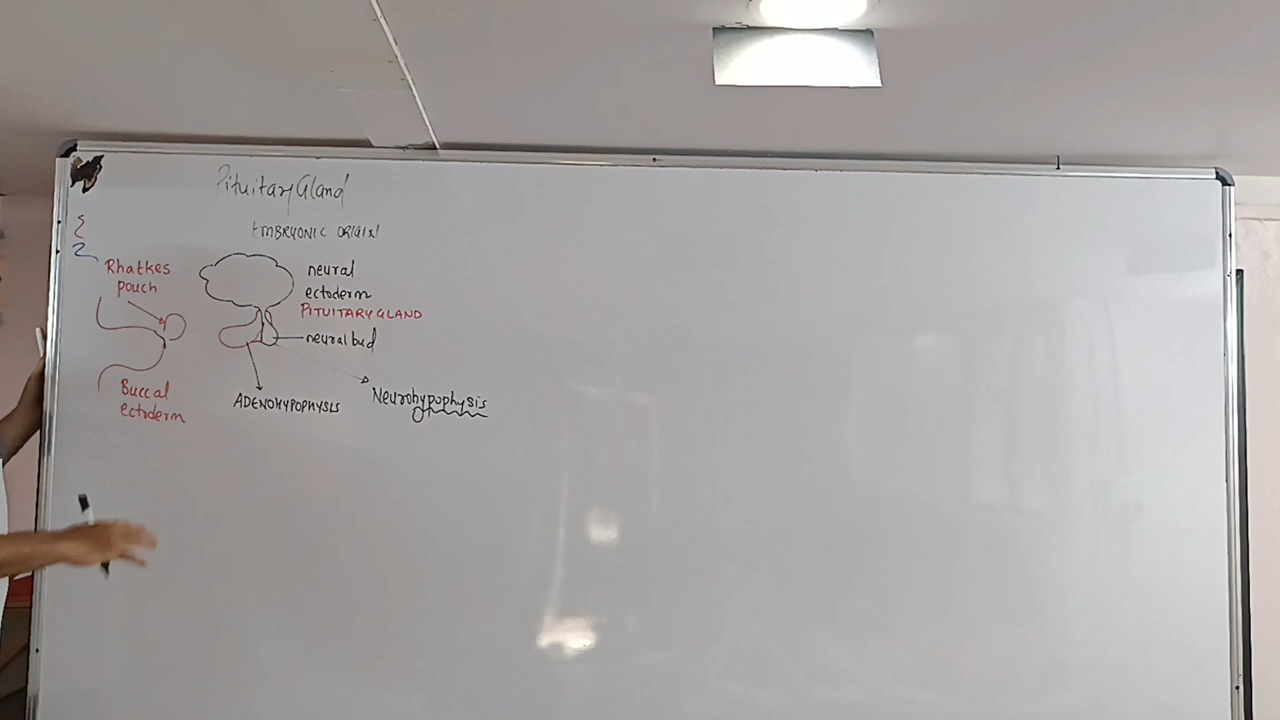 Pituitary Gland
EMBRYONIC ORIGIN
Rhatkes
pouch
neural
ectoderm
PITUITARY GLAND
neural bud
Buccal
ectoderm
ADENOHYPOPHYSIS
Neurohypophysis